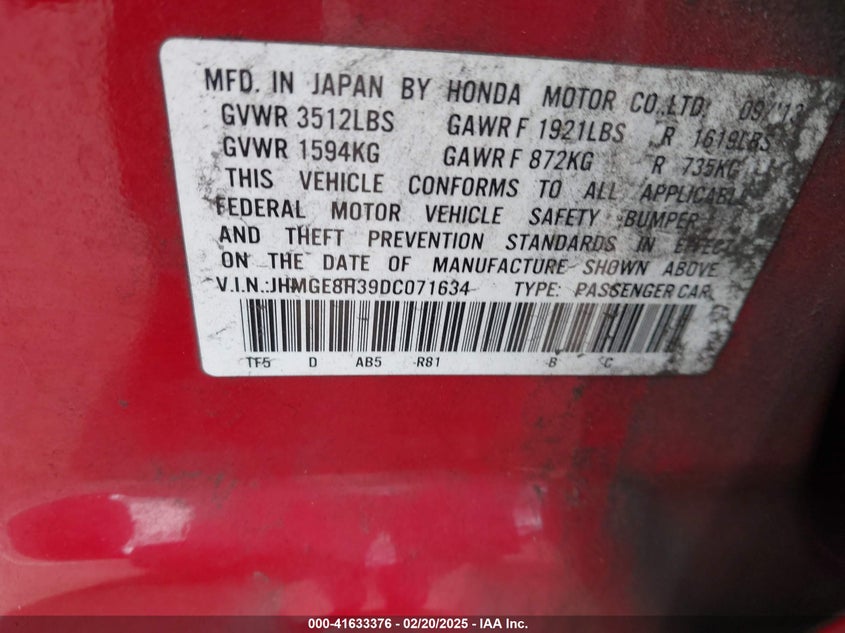 MFD. IN JAPAN BY HONDA MOTOR CO.,LTD. 09/'13
GVWR 3512LBS GAWR F 1921LBS R 1619LBS
GVWR 1594KG GAWR F 872KG R 735KG
THIS VEHICLE CONFORMS TO ALL APPLICABLE
FEDERAL MOTOR VEHICLE SAFETY BUMPER
AND THEFT PREVENTION STANDARDS IN EFFECT
ON THE DATE OF MANUFACTURE SHOWN ABOVE
V.I.N.:JHMGE8H39DC071634 TYPE: PASSENGER CAR
TF5 D AB5 R81 B C
000-41633376 — 02/20/2025 — IAA Inc.